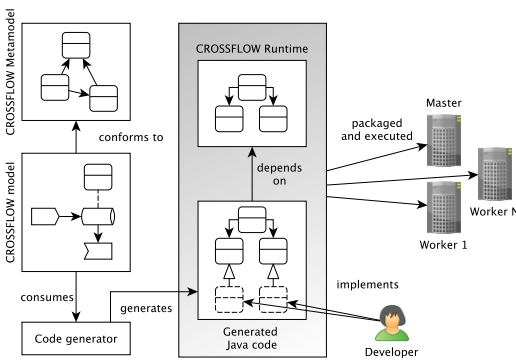 CROSSFLOW Metamodel
CROSSFLOW Runtime
Master
packaged
and executed
conforms to
CROSSFLOW model
depends
on
Worker N
Worker 1
consumes
generates
implements
Code generator
Generated
Java code
Developer